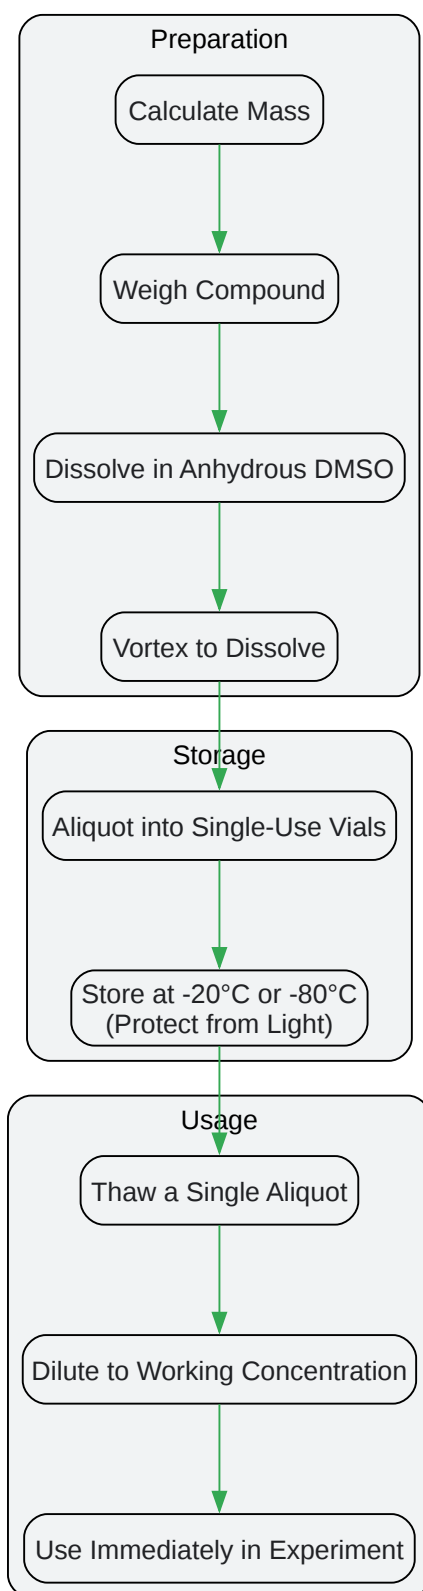 Preparation
Calculate Mass
Weigh Compound
Dissolve in Anhydrous DMSO
Vortex to Dissolve
Storage
Aliquot into Single-Use Vials
Store at -20°C or -80°C
(Protect from Light)
Usage
Thaw a Single Aliquot
Dilute to Working Concentration
Use Immediately in Experiment